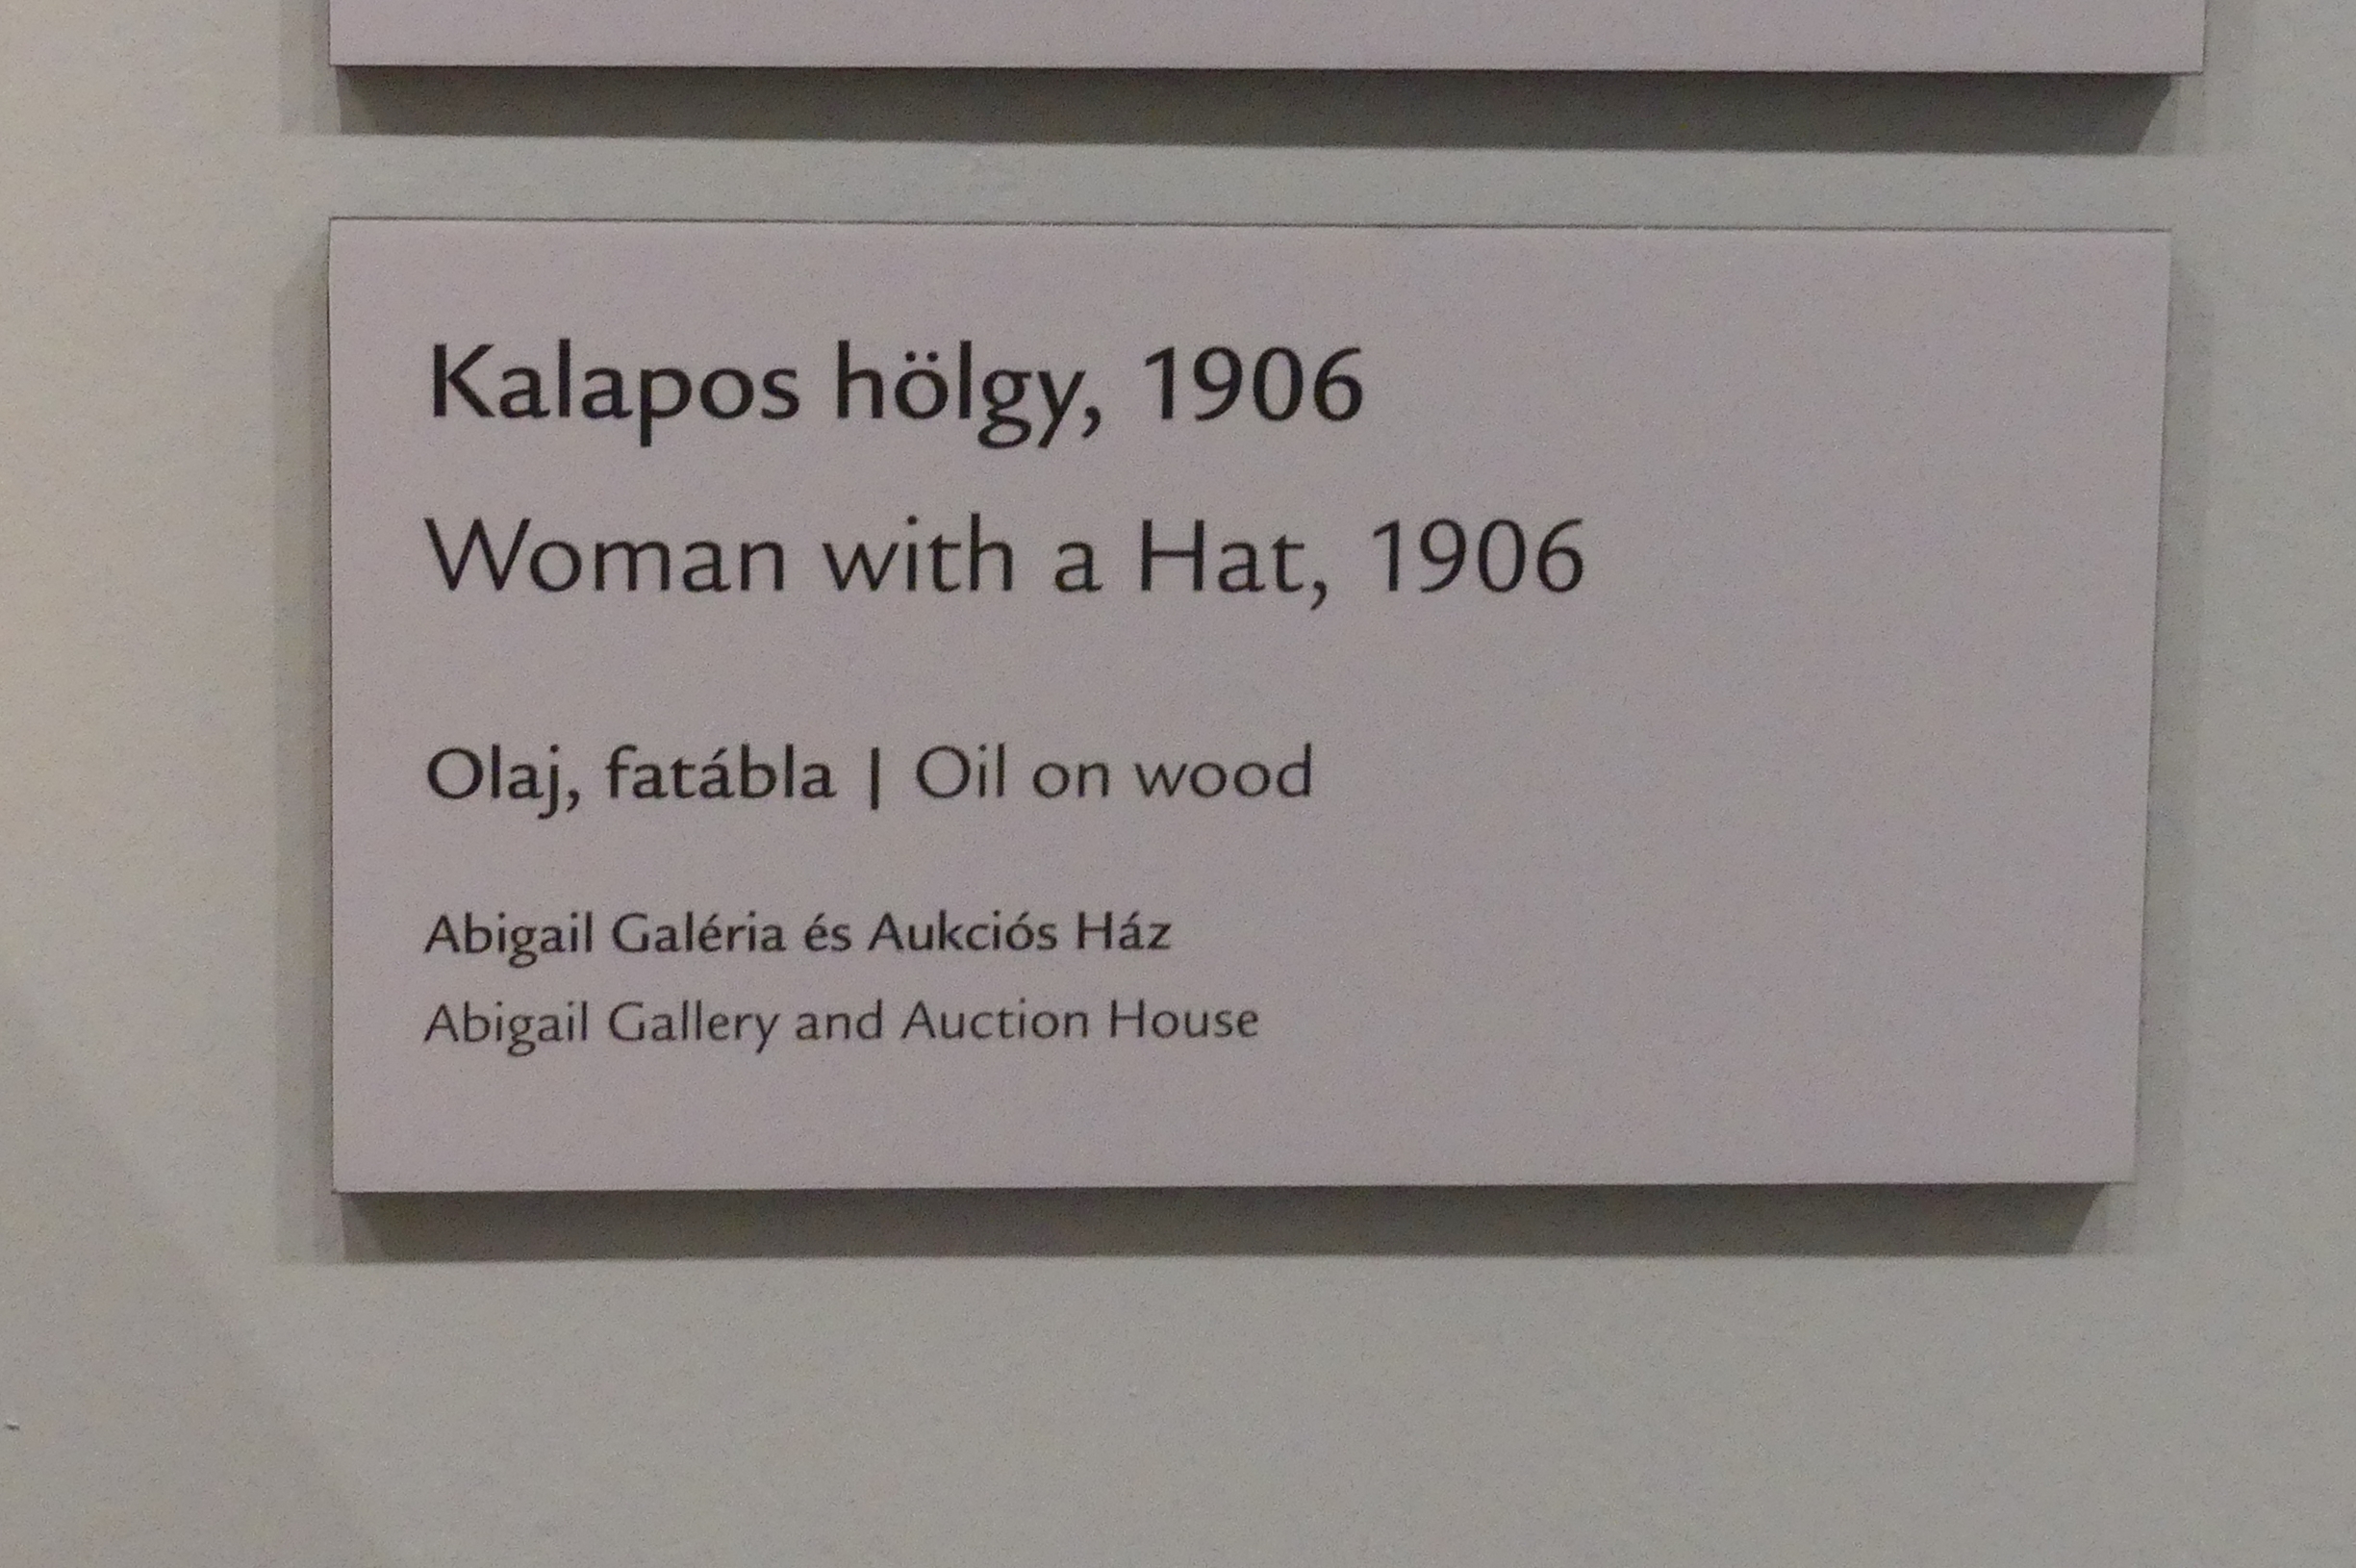 Kalapos hölgy, 1906
Woman with a Hat, 1906
Olaj, fatábla | Oil on wood
Abigail Galéria és Aukciós Ház
Abigail Gallery and Auction House